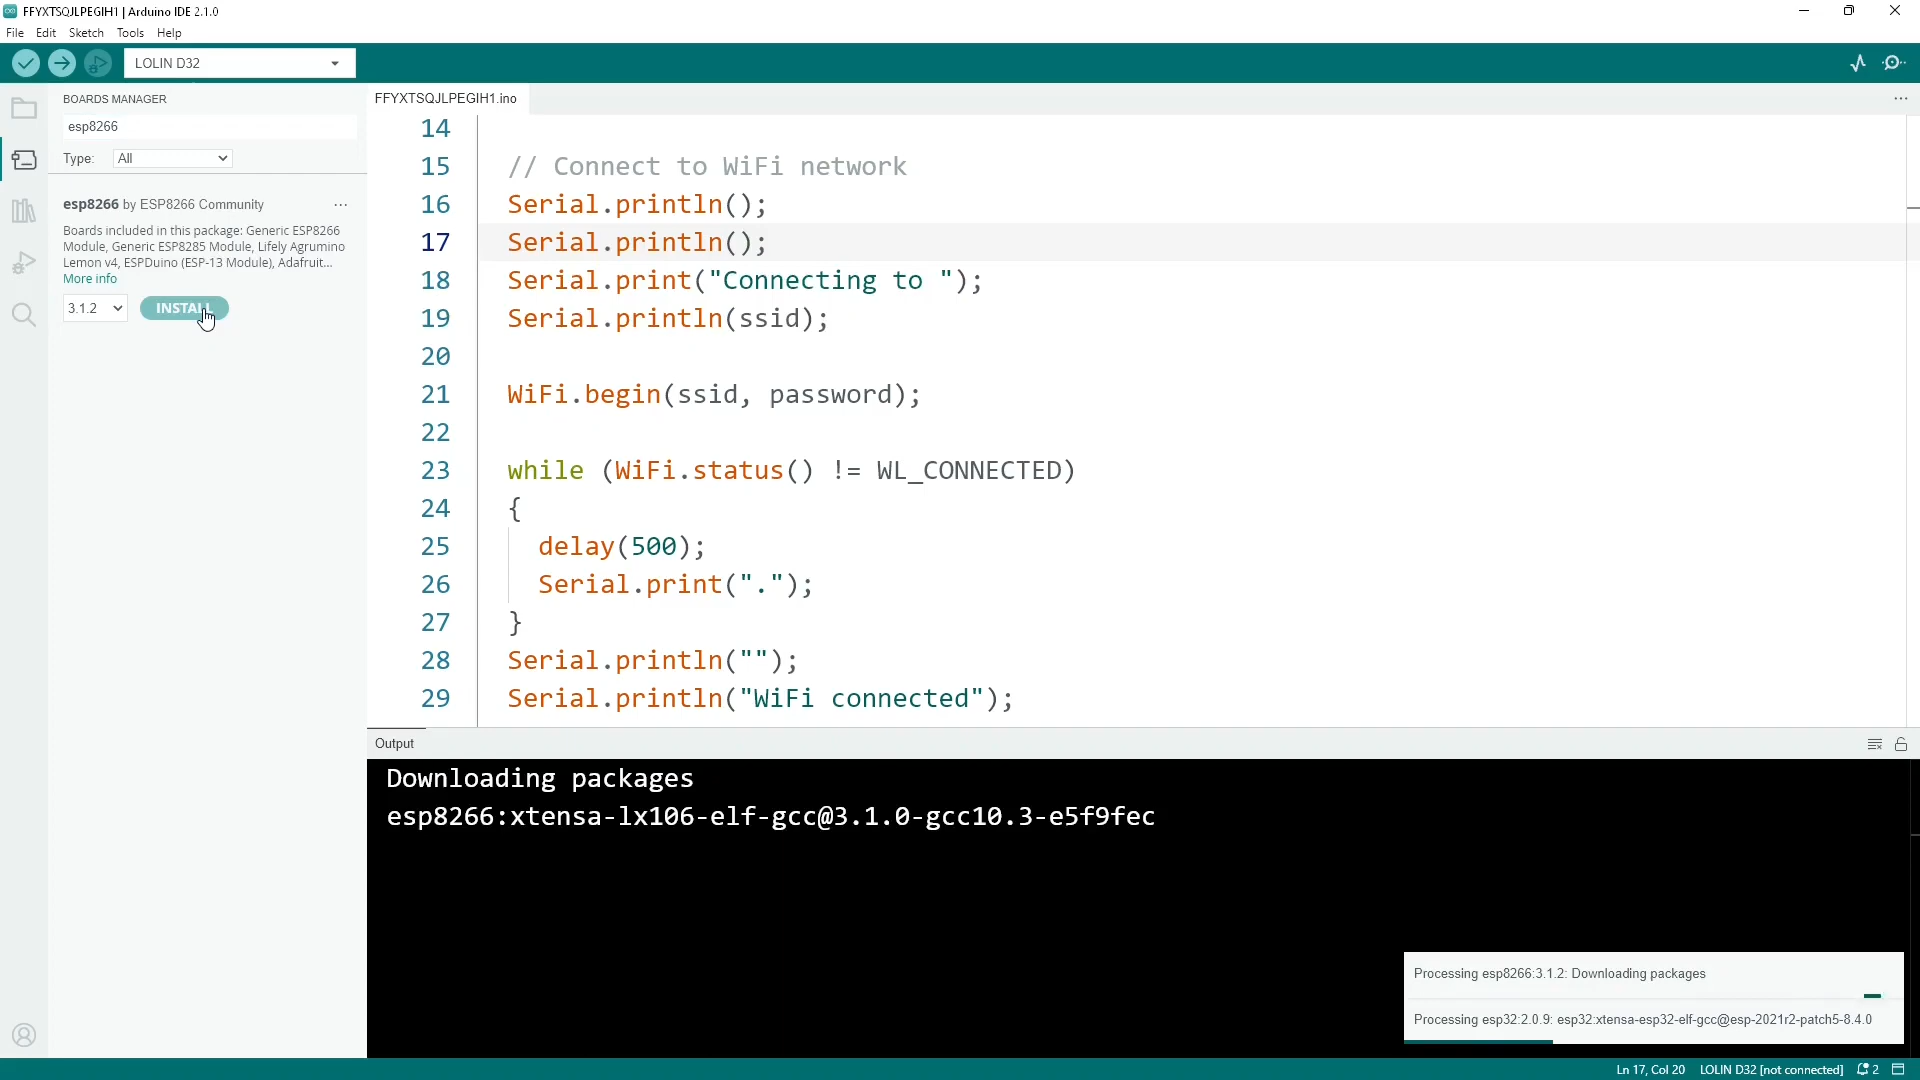 FFYXTSQJLPEGIH1 | Arduino IDE 2.1.0
File Edit Sketch Tools Help
LOLIN D32
BOARDS MANAGER
esp8266
Type: All
esp8266 by ESP8266 Community
Boards included in this package: Generic ESP8266
Module, Generic ESP8285 Module, Lifely Agrumino
Lemon v4, ESPDuino (ESP-13 Module), Adafruit...
More info
3.1.2 INSTALL
FFYXTSQJLPEGIH1.ino
14
15 // Connect to WiFi network
16 Serial.println();
17 Serial.println();
18 Serial.print("Connecting to ");
19 Serial.println(ssid);
20
21 WiFi.begin(ssid, password);
22
23 while (WiFi.status() != WL_CONNECTED)
24 {
25 delay(500);
26 Serial.print(".");
27 }
28 Serial.println("");
29 Serial.println("WiFi connected");
Output
Downloading packages
esp8266:xtensa-lx106-elf-gcc@3.1.0-gcc10.3-e5f9fec
Processing esp8266:3.1.2: Downloading packages
Processing esp32:2.0.9: esp32:xtensa-esp32-elf-gcc@esp-2021r2-patch5-8.4.0
Ln 17, Col 20 LOLIN D32 [not connected] 2